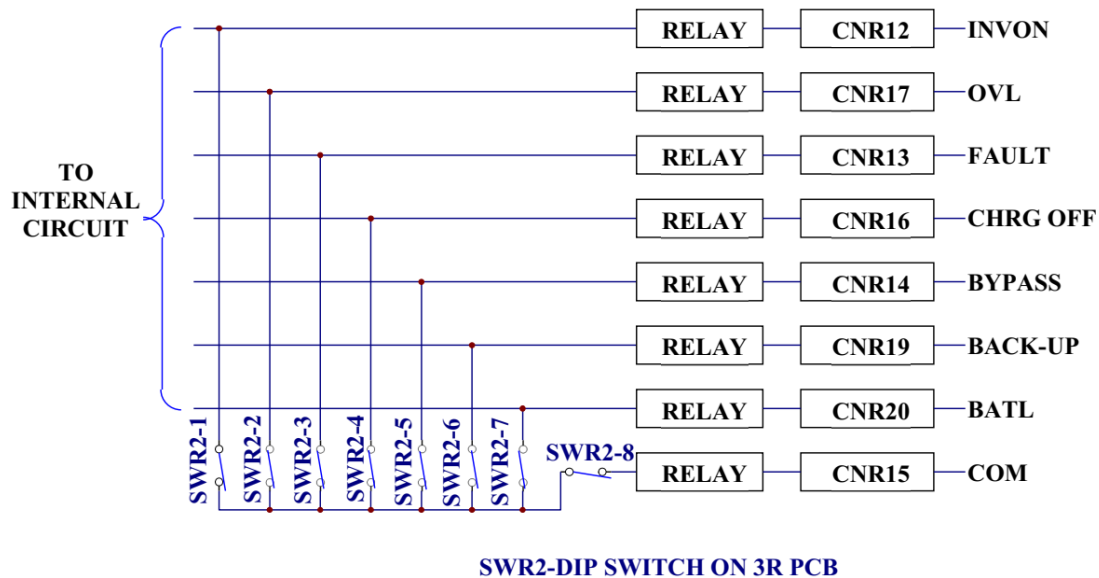 RELAY CNR12 INVON
RELAY CNR17 OVL
RELAY CNR13 FAULT
TO
INTERNAL
CIRCUIT
RELAY CNR16 CHRG OFF
RELAY CNR14 BYPASS
RELAY CNR19 BACK-UP
RELAY CNR20 BATL
SWR2-1
SWR2-2
SWR2-3
SWR2-4
SWR2-5
SWR2-6
SWR2-7
SWR2-8
RELAY CNR15 COM
SWR2-DIP SWITCH ON 3R PCB